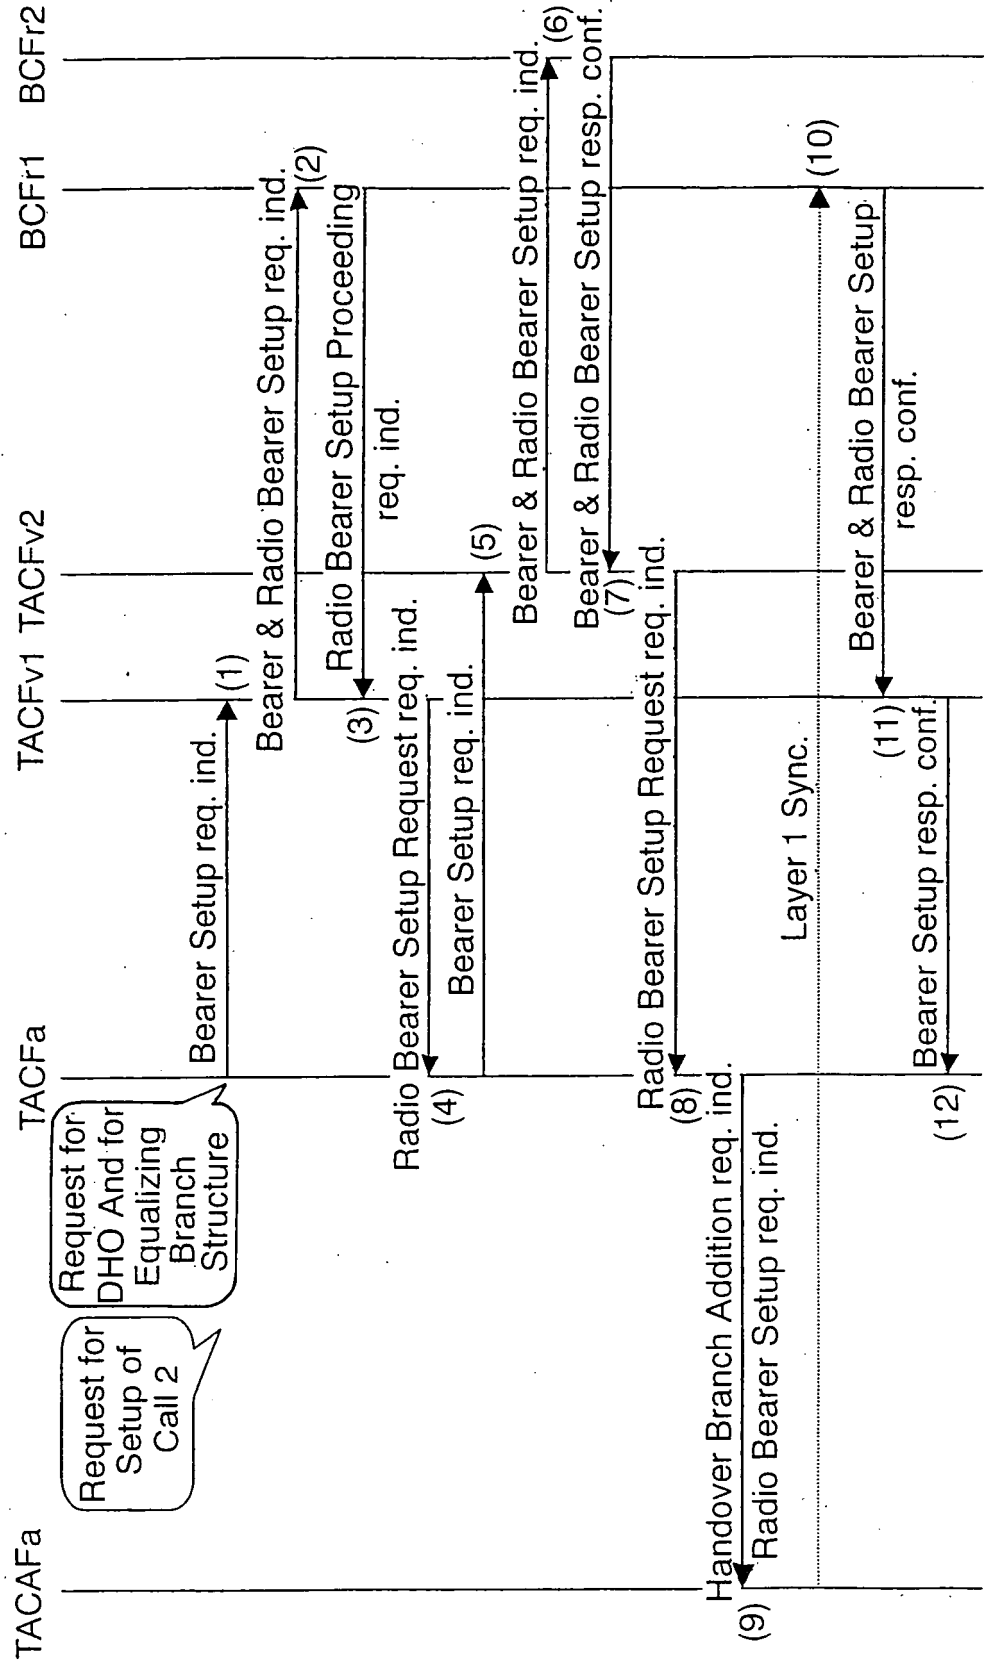 TACAFa
TACFa
TACFv1
TACFv2
BCFr1
BCFr2
Request for
Setup of
Call 2
Request for
DHO And for
Equalizing
Branch
Structure
Bearer Setup req. ind.
(1)
Bearer & Radio Bearer Setup req. ind.
(2)
Radio Bearer Setup Proceeding
req. ind.
(3)
Radio Bearer Setup Request req. ind.
(4)
Bearer Setup req. ind.
(5)
Bearer & Radio Bearer Setup req. ind.
(6)
Bearer & Radio Bearer Setup resp. conf.
(7)
Radio Bearer Setup Request req. ind.
(8)
Handover Branch Addition req. ind.
Radio Bearer Setup req. ind.
(9)
Layer 1 Sync.
(10)
Bearer & Radio Bearer Setup
resp. conf.
(11)
Bearer Setup resp. conf.
(12)